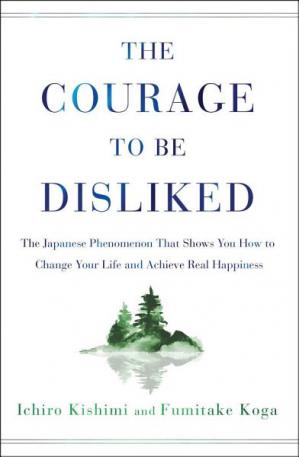 THE
COURAGE
TO BE
DISLIKED
The Japanese Phenomenon That Shows You How to
Change Your Life and Achieve Real Happiness
Ichiro Kishimi and Fumitake Koga